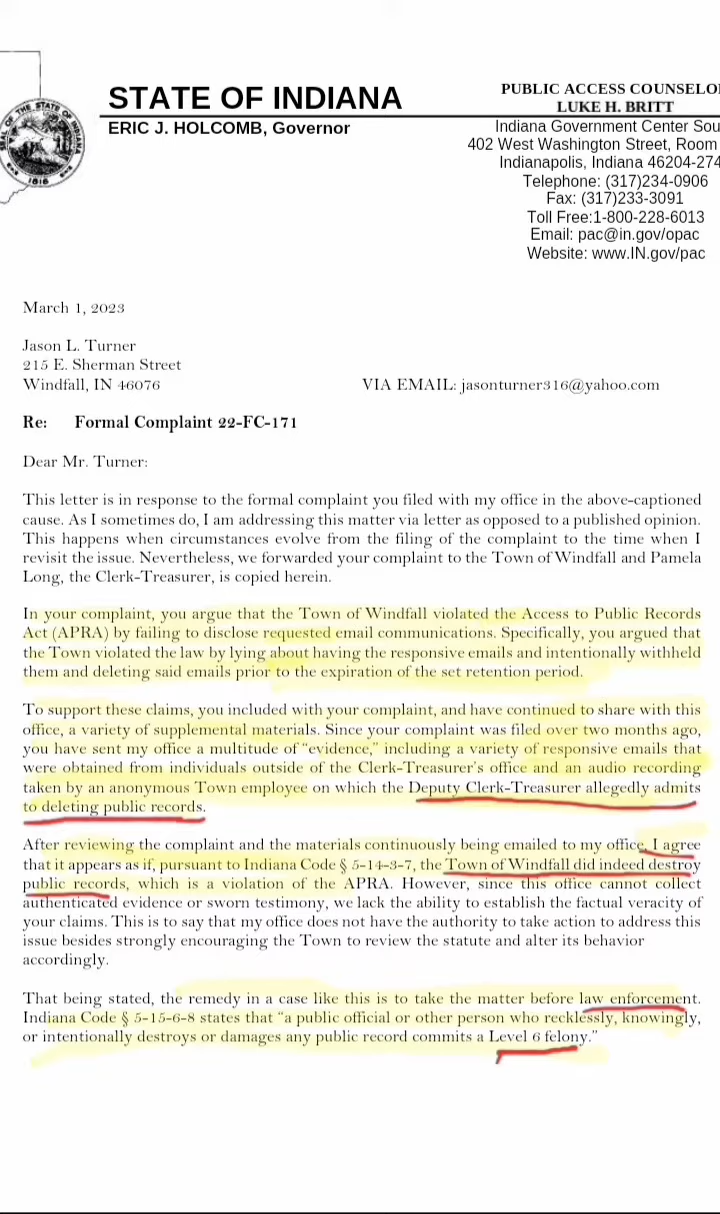 SEAL OF THE STATE OF INDIANA
1816
STATE OF INDIANA
ERIC J. HOLCOMB, Governor
PUBLIC ACCESS COUNSELO
LUKE H. BRITT
Indiana Government Center Sou
402 West Washington Street, Room
Indianapolis, Indiana 46204-274
Telephone: (317)234-0906
Fax: (317)233-3091
Toll Free:1-800-228-6013
Email: pac@in.gov/opac
Website: www.IN.gov/pac
March 1, 2023
Jason L. Turner
215 E. Sherman Street
Windfall, IN 46076 VIA EMAIL: jasonturner316@yahoo.com
Re: Formal Complaint 22-FC-171
Dear Mr. Turner:
This letter is in response to the formal complaint you filed with my office in the above-captioned
cause. As I sometimes do, I am addressing this matter via letter as opposed to a published opinion.
This happens when circumstances evolve from the filing of the complaint to the time when I
revisit the issue. Nevertheless, we forwarded your complaint to the Town of Windfall and Pamela
Long, the Clerk-Treasurer, is copied herein.
In your complaint, you argue that the Town of Windfall violated the Access to Public Records
Act (APRA) by failing to disclose requested email communications. Specifically, you argued that
the Town violated the law by lying about having the responsive emails and intentionally withheld
them and deleting said emails prior to the expiration of the set retention period.
To support these claims, you included with your complaint, and have continued to share with this
office, a variety of supplemental materials. Since your complaint was filed over two months ago,
you have sent my office a multitude of “evidence,” including a variety of responsive emails that
were obtained from individuals outside of the Clerk-Treasurer's office and an audio recording
taken by an anonymous Town employee on which the Deputy Clerk-Treasurer allegedly admits
to deleting public records.
After reviewing the complaint and the materials continuously being emailed to my office, I agree
that it appears as if, pursuant to Indiana Code § 5-14-3-7, the Town of Windfall did indeed destroy
public records, which is a violation of the APRA. However, since this office cannot collect
authenticated evidence or sworn testimony, we lack the ability to establish the factual veracity of
your claims. This is to say that my office does not have the authority to take action to address this
issue besides strongly encouraging the Town to review the statute and alter its behavior
accordingly.
That being stated, the remedy in a case like this is to take the matter before law enforcement.
Indiana Code § 5-15-6-8 states that “a public official or other person who recklessly, knowingly,
or intentionally destroys or damages any public record commits a Level 6 felony.”